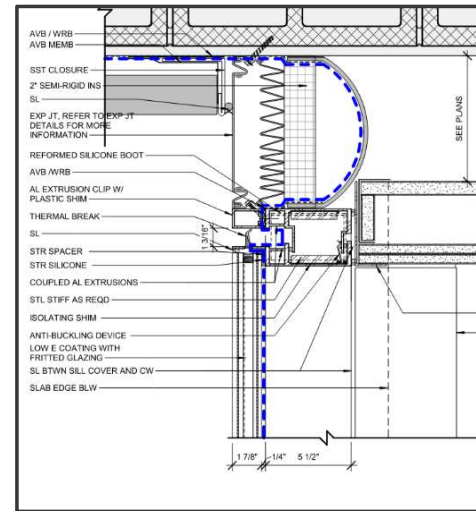 AVB / WRB
AVB MEMB
SST CLOSURE
2" SEMI-RIGID INS
SL
EXP JT, REFER TO EXP JT
DETAILS FOR MORE
INFORMATION
REFORMED SILICONE BOOT
AVB /WRB
AL EXTRUSION CLIP W/
PLASTIC SHIM
THERMAL BREAK
SL
STR SPACER
STR SILICONE
COUPLED AL EXTRUSIONS
STL STIFF AS REQD
ISOLATING SHIM
ANTI-BUCKLING DEVICE
LOW E COATING WITH
FRITTED GLAZING
SL BTWN SILL COVER AND CW
SLAB EDGE BLW
1 3/16"
SEE PLANS
1 7/8"
1/4"
5 1/2"